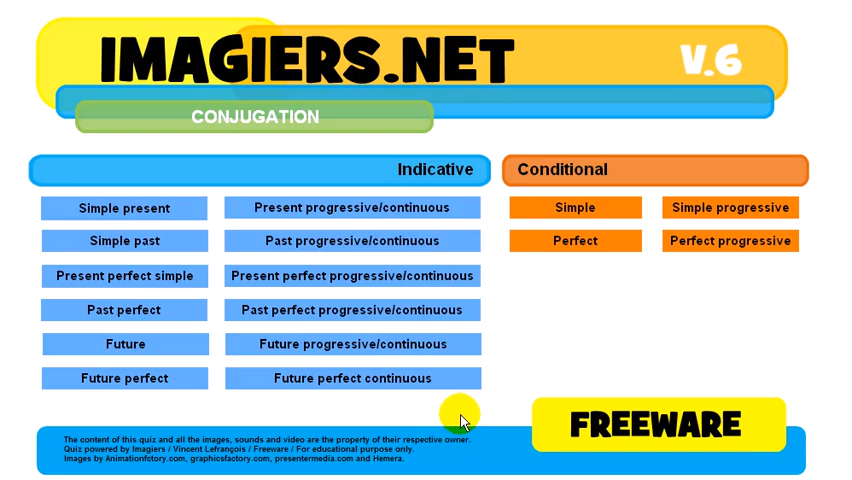 IMAGIERS.NET
V.6
CONJUGATION
Indicative
Conditional
Simple present
Present progressive/continuous
Simple
Simple progressive
Simple past
Past progressive/continuous
Perfect
Perfect progressive
Present perfect simple
Present perfect progressive/continuous
Past perfect
Past perfect progressive/continuous
Future
Future progressive/continuous
Future perfect
Future perfect continuous
FREEWARE
The content of this quiz and all the images, sounds and video are the property of their respective owner.
Quiz powered by Imagiers / Vincent Lefrançois / Freeware / For educational purpose only.
Images by Animationfotory.com, graphicsfactory.com, presentermedia.com and Hemera.